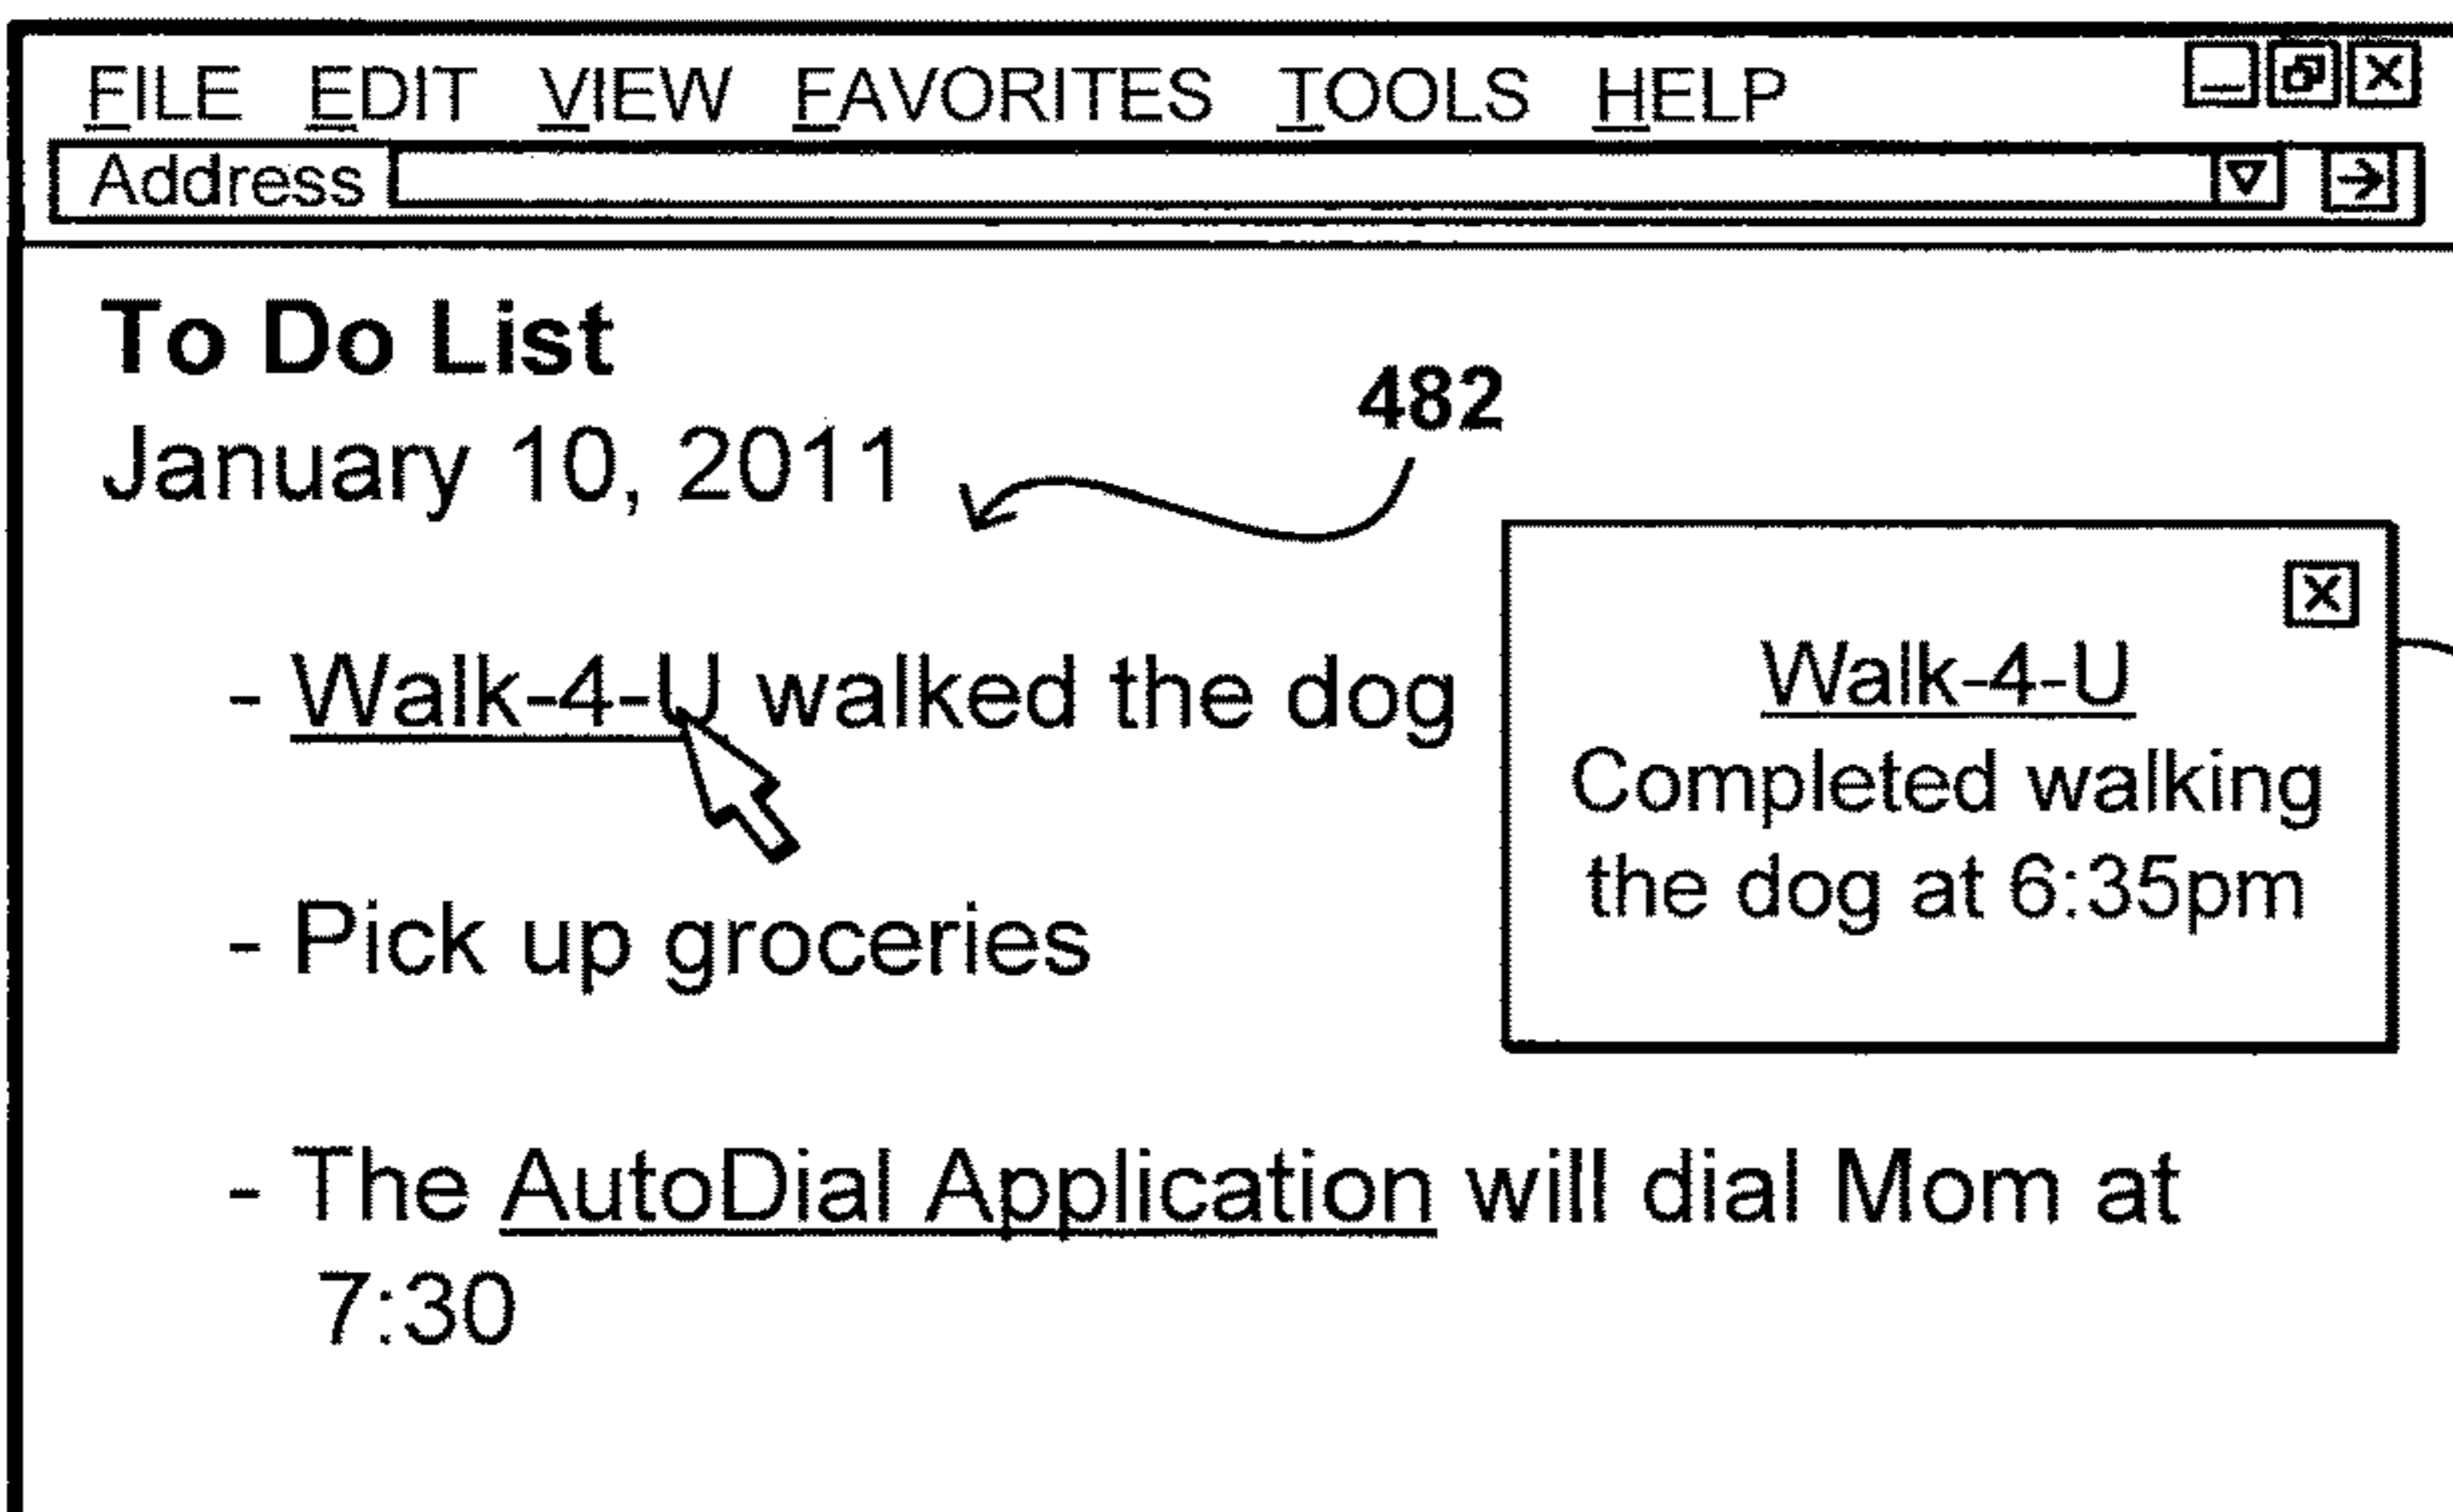 FILE EDIT VIEW FAVORITES TOOLS HELP
Address
To Do List
January 10, 2011
482
- Walk-4-U walked the dog
Walk-4-U
Completed walking
the dog at 6:35pm
- Pick up groceries
- The AutoDial Application will dial Mom at
7:30